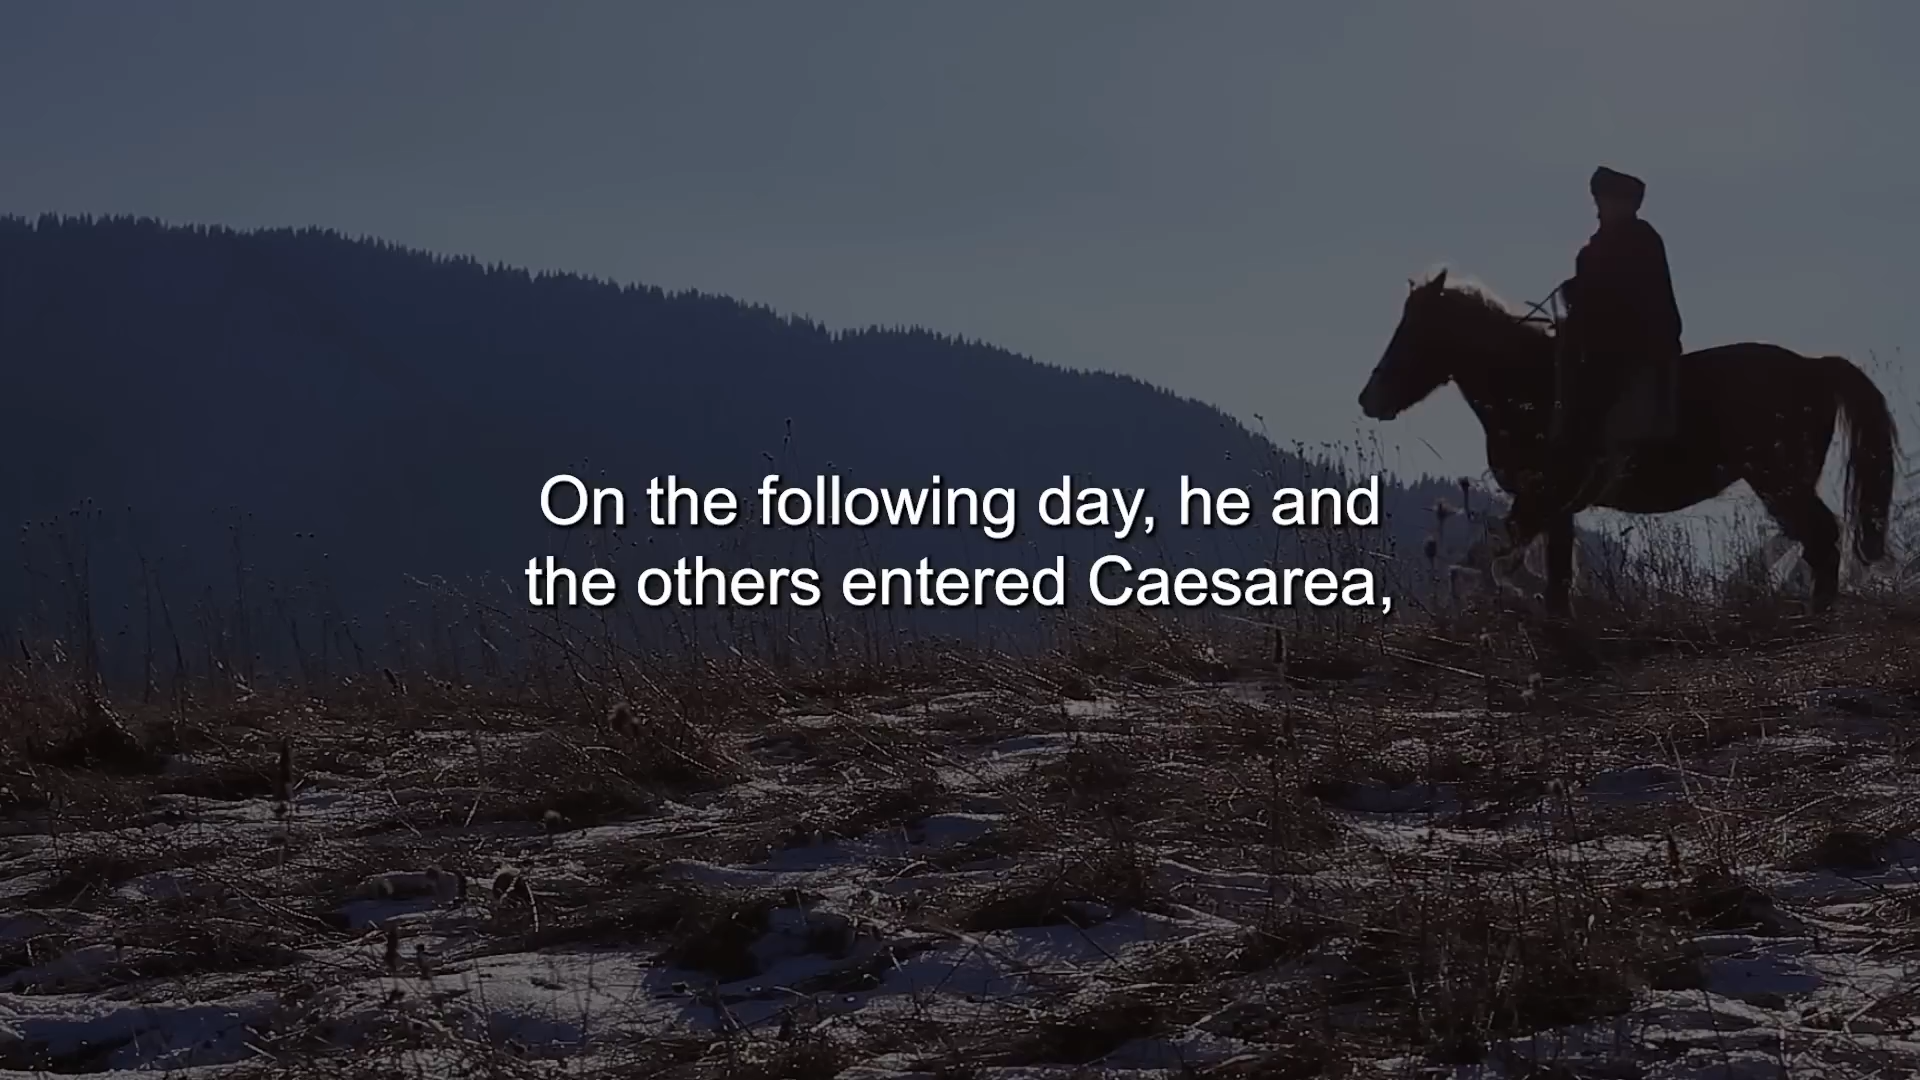 On the following day, he and
the others entered Caesarea,